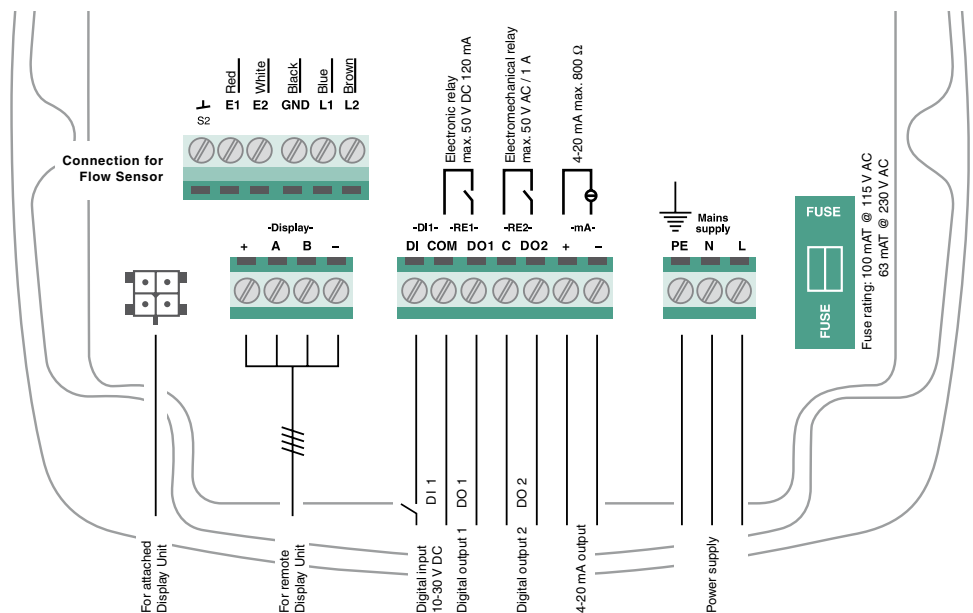 Red
White
Black
Blue
Brown
S2
E1
E2
GND
L1
L2
Connection for
Flow Sensor
Electronic relay
max. 50 V DC 120 mA
Electromechanical relay
max. 50 V AC / 1 A
4-20 mA max. 800 Ω
-Display-
+ A B –
-DI1- -RE1- -RE2- -mA-
DI COM DO1 C DO2 + –
Mains
supply
PE N L
FUSE
FUSE
Fuse rating: 100 mAT @ 115 V AC
63 mAT @ 230 V AC
DI 1
DO 1
DO 2
For attached
Display Unit
For remote
Display Unit
Digital input
10-30 V DC
Digital output 1
Digital output 2
4-20 mA output
Power supply